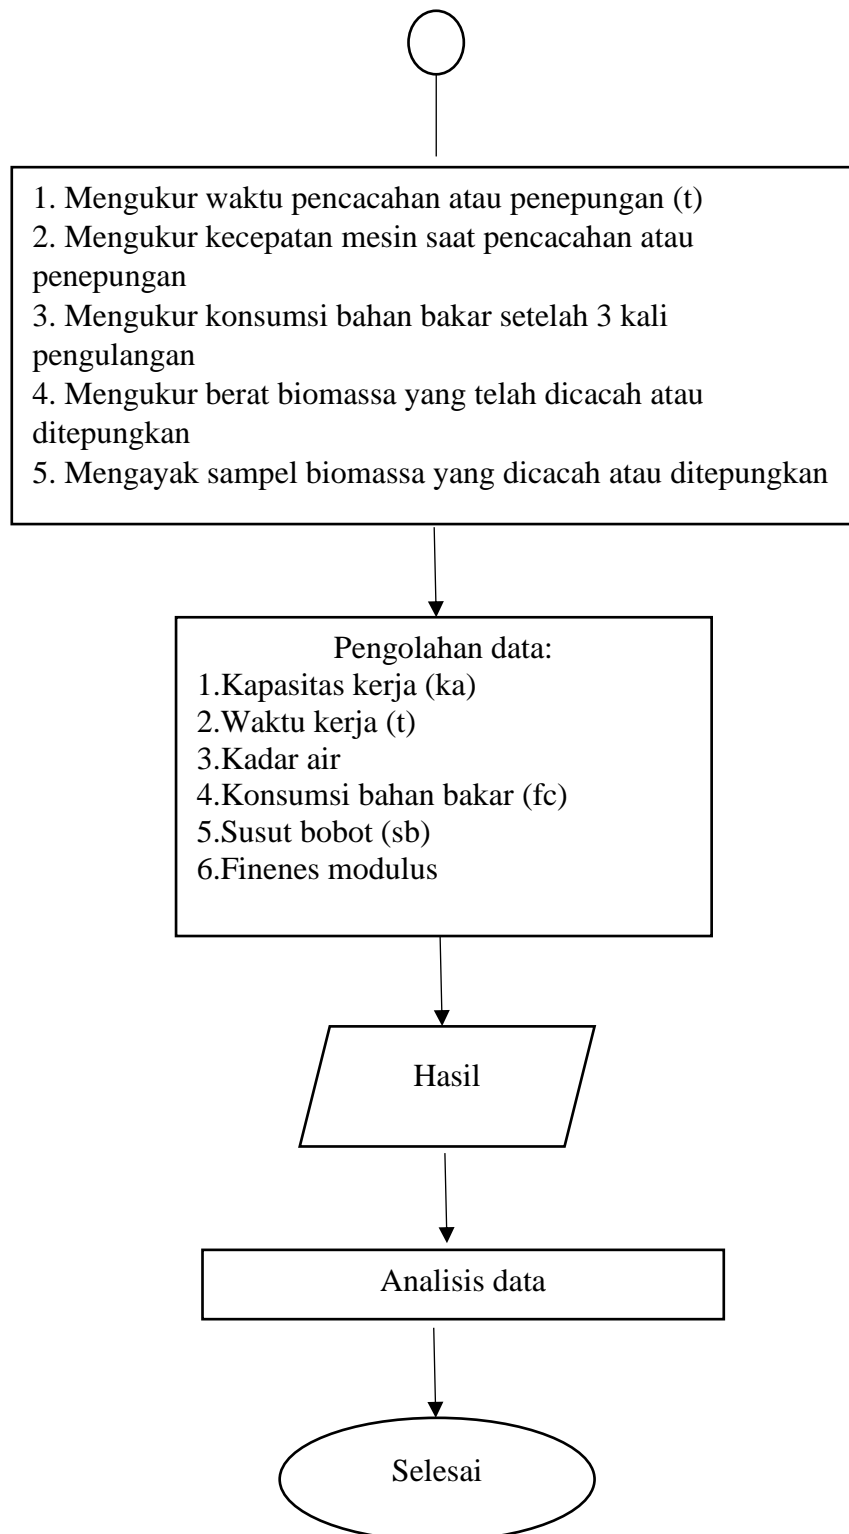 1. Mengukur waktu pencacahan atau penepungan (t)
2. Mengukur kecepatan mesin saat pencacahan atau
penepungan
3. Mengukur konsumsi bahan bakar setelah 3 kali
pengulangan
4. Mengukur berat biomassa yang telah dicacah atau
ditepungkan
5. Mengayak sampel biomassa yang dicacah atau ditepungkan
Pengolahan data:
1.Kapasitas kerja (ka)
2.Waktu kerja (t)
3.Kadar air
4.Konsumsi bahan bakar (fc)
5.Susut bobot (sb)
6.Finenes modulus
Hasil
Analisis data
Selesai